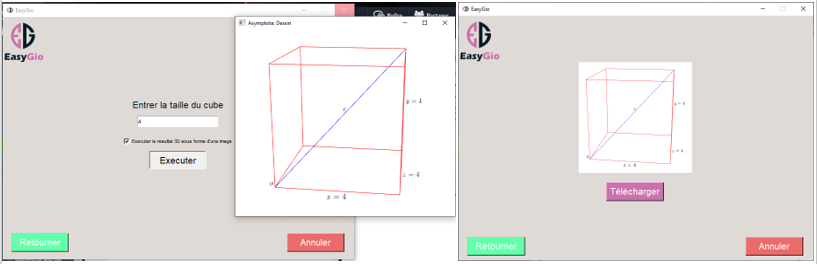 EasyGio
EasyGio
Entrer la taille du cube
4
Executer le resultat 3D sous forme d'une image
Executer
Retourner
Annuler
Partager
Asymptote: Dessin
c
y = 4
o
z = 4
x = 4
EasyGio
EasyGio
y = 4
z = 4
x = 4
Télécharger
Retourner
Annuler